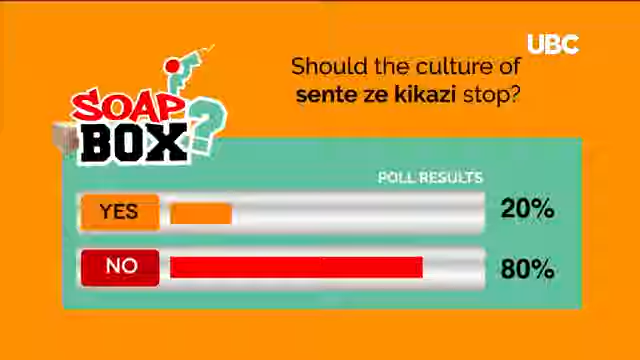 UBC
Should the culture of
sente ze kikazi stop?
SOAP
BOX?
POLL RESULTS
YES 20%
NO 80%